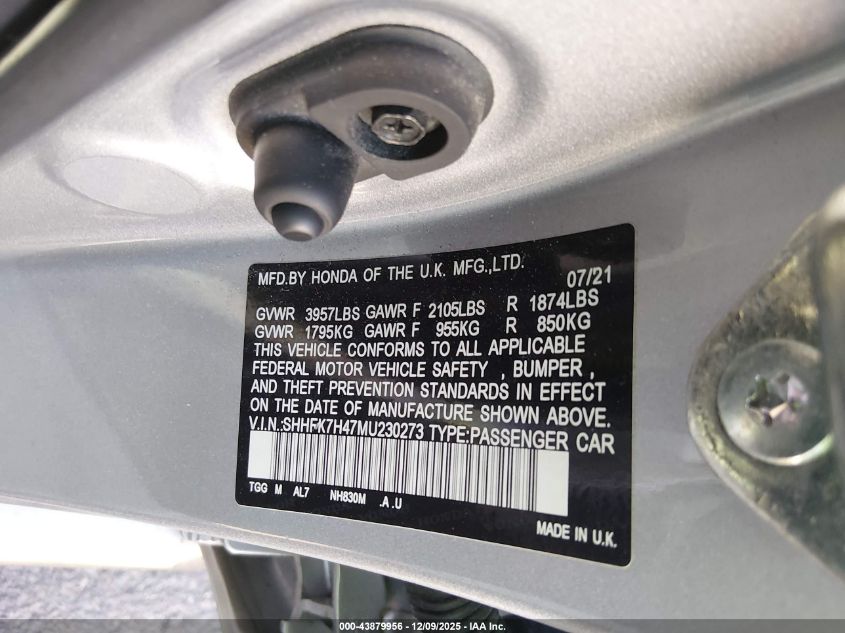 MFD.BY HONDA OF THE U.K. MFG.,LTD. 07/21
GVWR 3957LBS GAWR F 2105LBS R 1874LBS
GVWR 1795KG GAWR F 955KG R 850KG
THIS VEHICLE CONFORMS TO ALL APPLICABLE
FEDERAL MOTOR VEHICLE SAFETY , BUMPER ,
AND THEFT PREVENTION STANDARDS IN EFFECT
ON THE DATE OF MANUFACTURE SHOWN ABOVE.
V.I.N.:SHHFK7H47MU230273 TYPE:PASSENGER CAR
TGG M AL7 NH830M .A .U
MADE IN U.K.
000-43879956 - 12/09/2025 - IAA Inc.